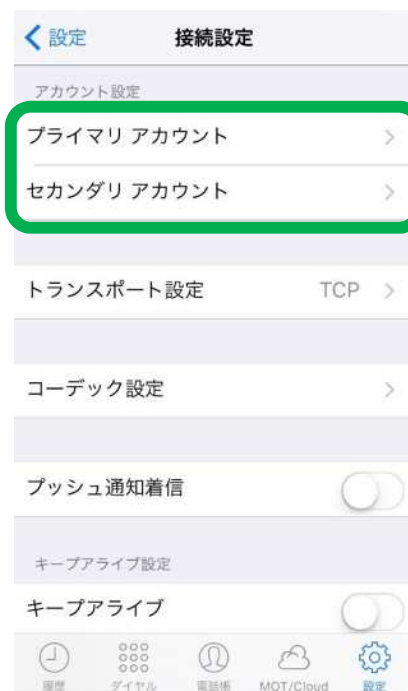 設定 接続設定
アカウント設定
プライマリ アカウント
セカンダリ アカウント
トランスポート設定 TCP
コーデック設定
プッシュ通知着信
キープアライブ設定
キープアライブ
履歴 ダイヤル 電話帳 MOT/Cloud 設定